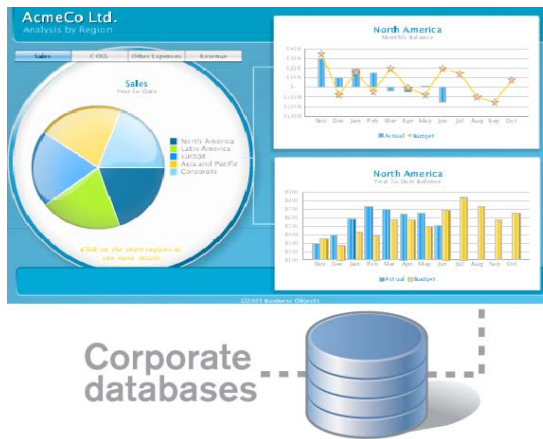 AcmeCo Ltd.
Analysis by Region
Sales
COGS
Other Expenses
Revenue
Sales
Year To Date
North America
Latin America
Europe
Asia and Pacific
Corporate
Click on the chart regions to
see more details
North America
Monthly Balance
Nov Dec Jan Feb Mar Apr May Jun Jul Aug Sep Oct
Actual Budget
North America
Year To Date Balance
Nov Dec Jan Feb Mar Apr May Jun Jul Aug Sep Oct
Actual Budget
©2005 Business Objects
Corporate
databases